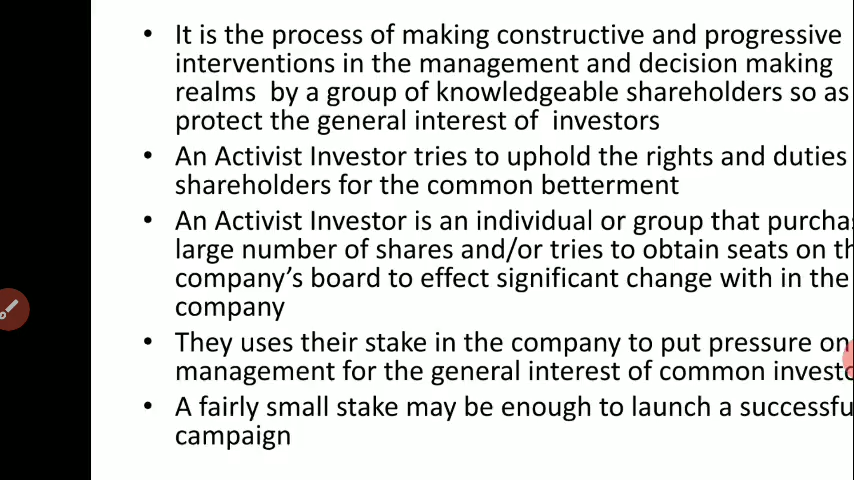 • It is the process of making constructive and progressive
interventions in the management and decision making
realms by a group of knowledgeable shareholders so as
protect the general interest of investors
• An Activist Investor tries to uphold the rights and duties
shareholders for the common betterment
• An Activist Investor is an individual or group that
large number of shares and/or tries to obtain seats on
company’s board to effect significant change with in the
company
• They uses their stake in the company to put pressure on
management for the general interest of common
• A fairly small stake may be enough to launch a
campaign